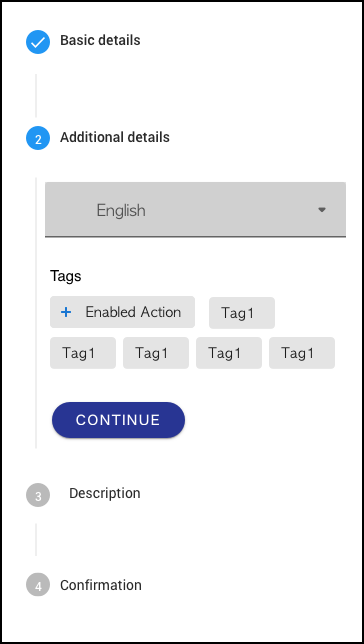 Basic details
2 Additional details
English
Tags
+ Enabled Action Tag1
Tag1 Tag1 Tag1 Tag1
CONTINUE
3 Description
4 Confirmation